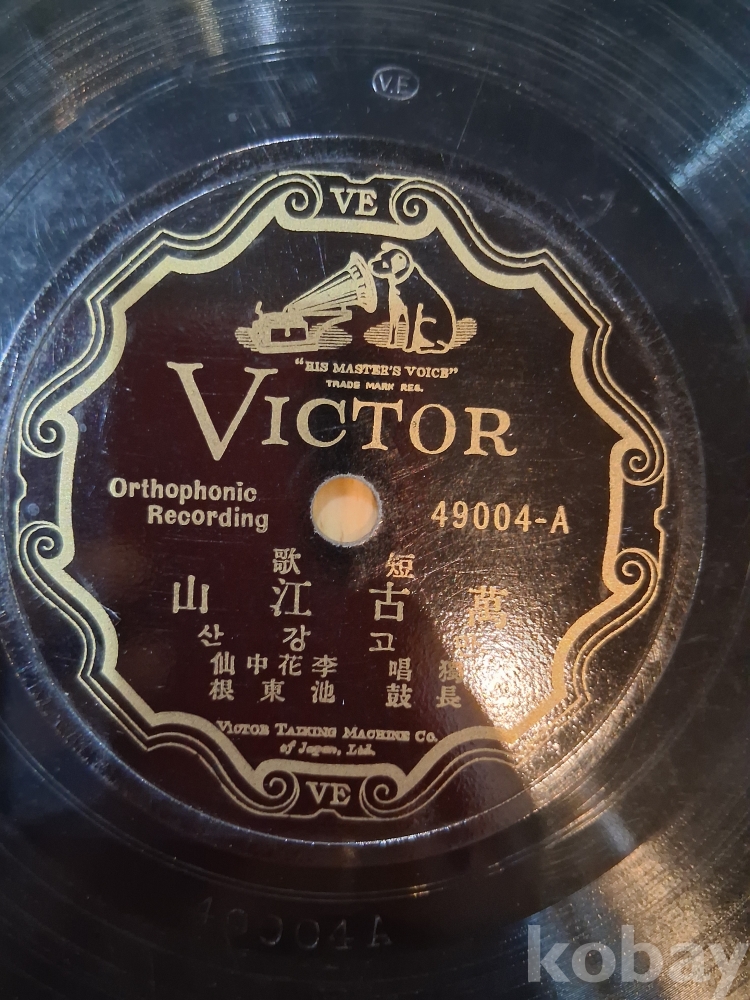 V.E
VE
"HIS MASTER'S VOICE"
TRADE MARK REG.
VICTOR
Orthophonic
Recording
49004-A
短歌
萬古江山
고강산
獨唱 李花中仙
長鼓 池東根
VICTOR TALKING MACHINE CO.
of Japan, Ltd.
VE
49004A
kobay